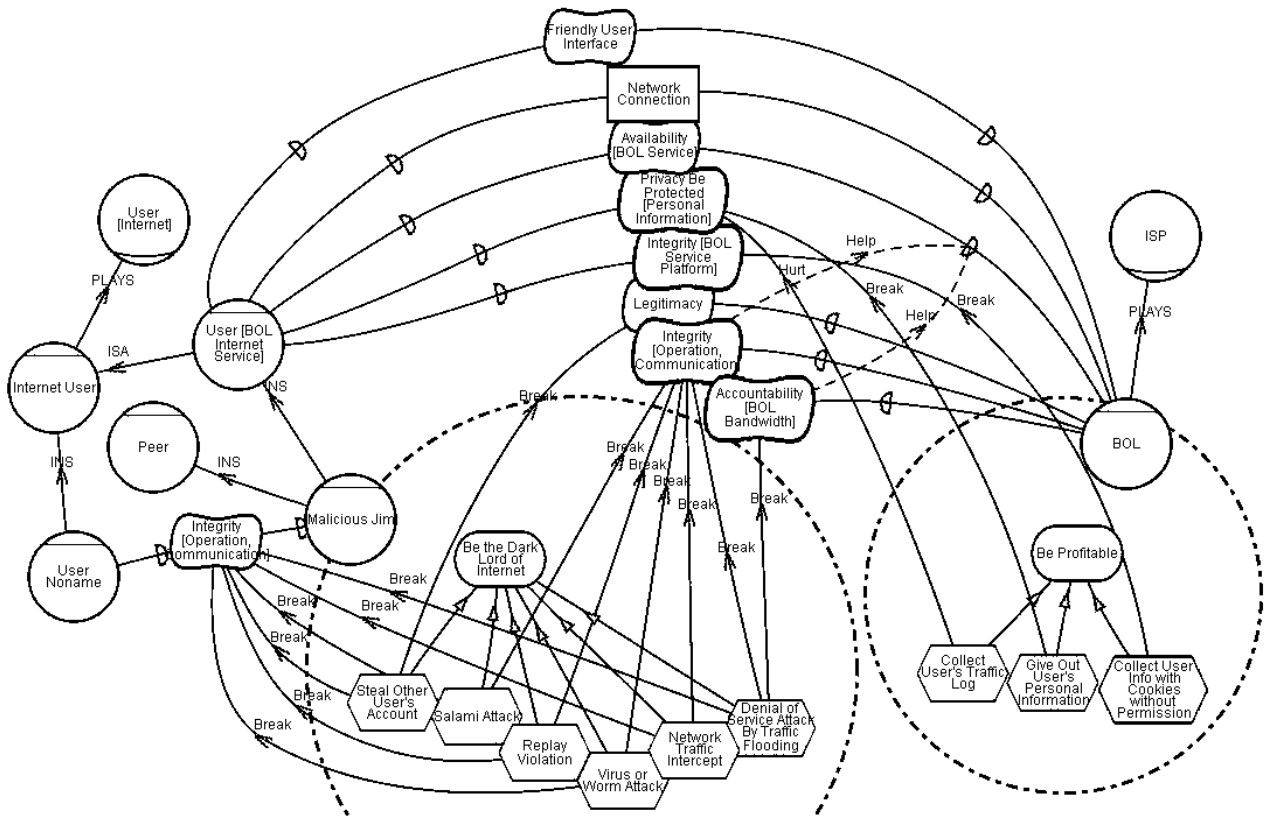 Friendly User
Interface
Network
Connection
Availability
[BOL Service]
Privacy Be
Protected
[Personal
Information]
Integrity [BOL
Service
Platform]
Legitimacy
Integrity
[Operation,
Communication
Accountability
[BOL
Bandwidth]
User
[Internet]
PLAYS
User [BOL
Internet
Service]
ISA
Internet User
INS
INS
Peer
INS
Malicious Jim
User
Noname
Integrity
[Operation,
communication]
Help
Hurt
Break
Break
Help
ISP
PLAYS
BOL
Break
Break
Break
Break
Break
Break
Break
Be the Dark
Lord of
Internet
Break
Break
Break
Break
Break
Break
Steal Other
User's
Account
Salami Attack
Replay
Violation
Virus or
Worm Attack
Network
Traffic
Intercept
Denial of
Service Attack
By Traffic
Flooding
Be Profitable
Collect
User's Traffic
Log
Give Out
User's
Personal
Information
Collect User
Info with
Cookies
without
Permission